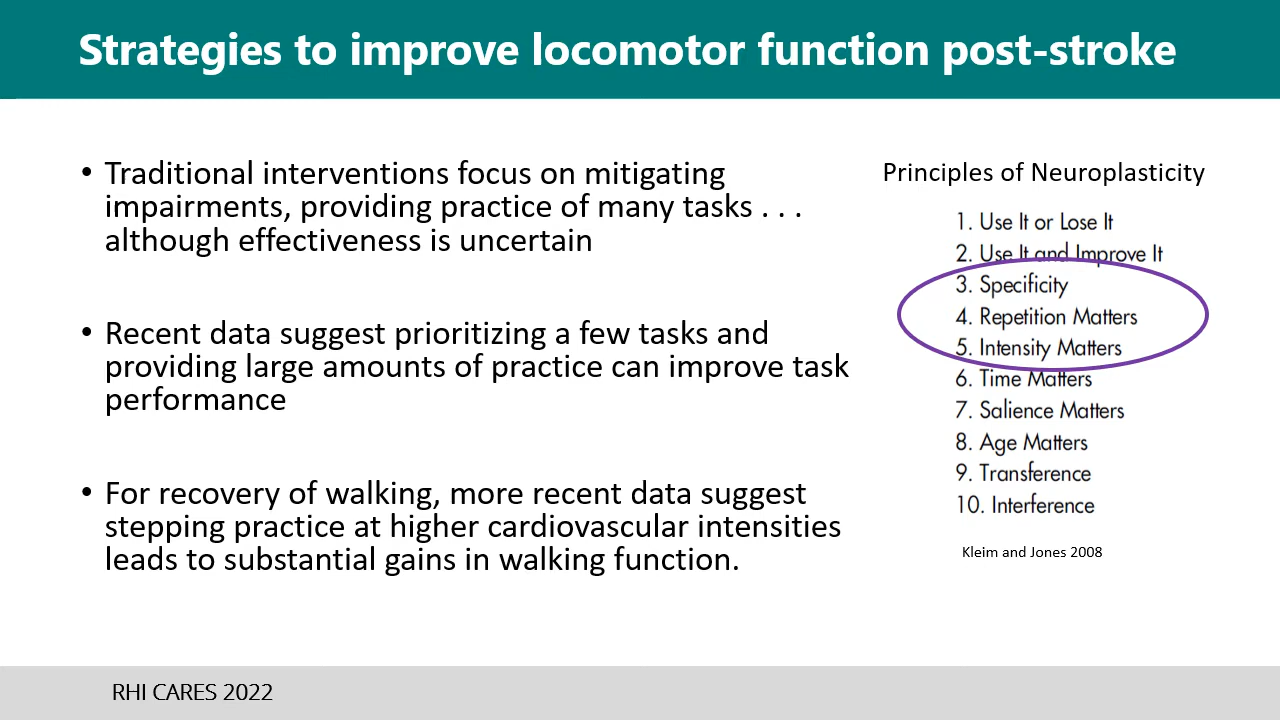 Strategies to improve locomotor function post-stroke
• Traditional interventions focus on mitigating
impairments, providing practice of many tasks . . .
although effectiveness is uncertain
• Recent data suggest prioritizing a few tasks and
providing large amounts of practice can improve task
performance
• For recovery of walking, more recent data suggest
stepping practice at higher cardiovascular intensities
leads to substantial gains in walking function.
Principles of Neuroplasticity
1. Use It or Lose It
2. Use It and Improve It
3. Specificity
4. Repetition Matters
5. Intensity Matters
6. Time Matters
7. Salience Matters
8. Age Matters
9. Transference
10. Interference
Kleim and Jones 2008
RHI CARES 2022